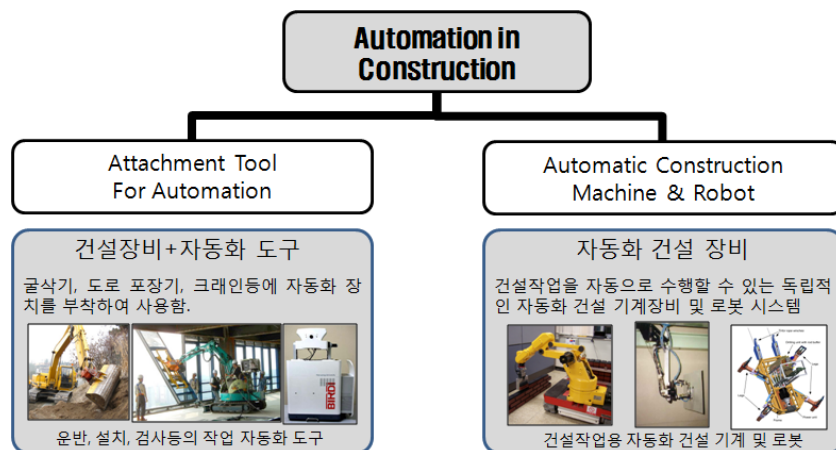 Automation in
Construction
Attachment Tool
For Automation
Automatic Construction
Machine & Robot
건설장비+자동화 도구
굴삭기, 도로 포장기, 크래인등에 자동화 장
치를 부착하여 사용함.
BIHDI
운반, 설치, 검사등의 작업 자동화 도구
자동화 건설 장비
건설작업을 자동으로 수행할 수 있는 독립적
인 자동화 건설 기계장비 및 로봇 시스템
건설작업용 자동화 건설 기계 및 로봇